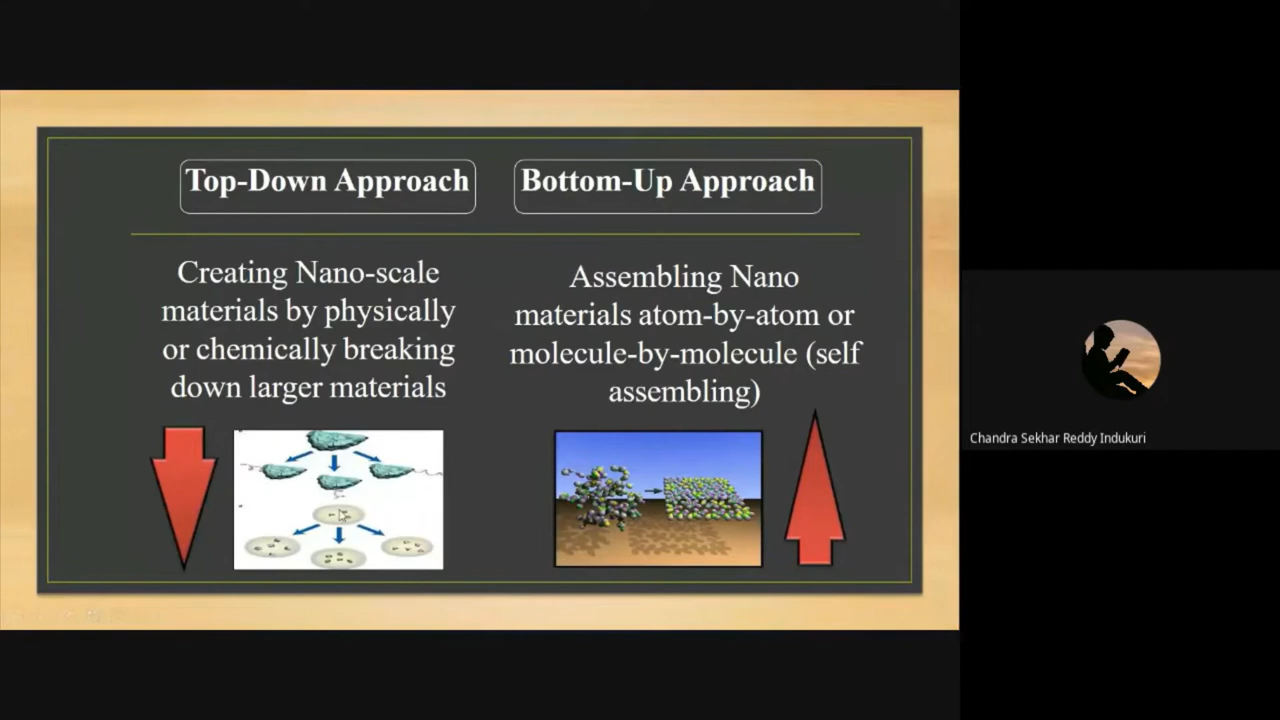 Top-Down Approach
Bottom-Up Approach
Creating Nano-scale
materials by physically
or chemically breaking
down larger materials
Assembling Nano
materials atom-by-atom or
molecule-by-molecule (self
assembling)
Chandra Sekhar Reddy Indukuri